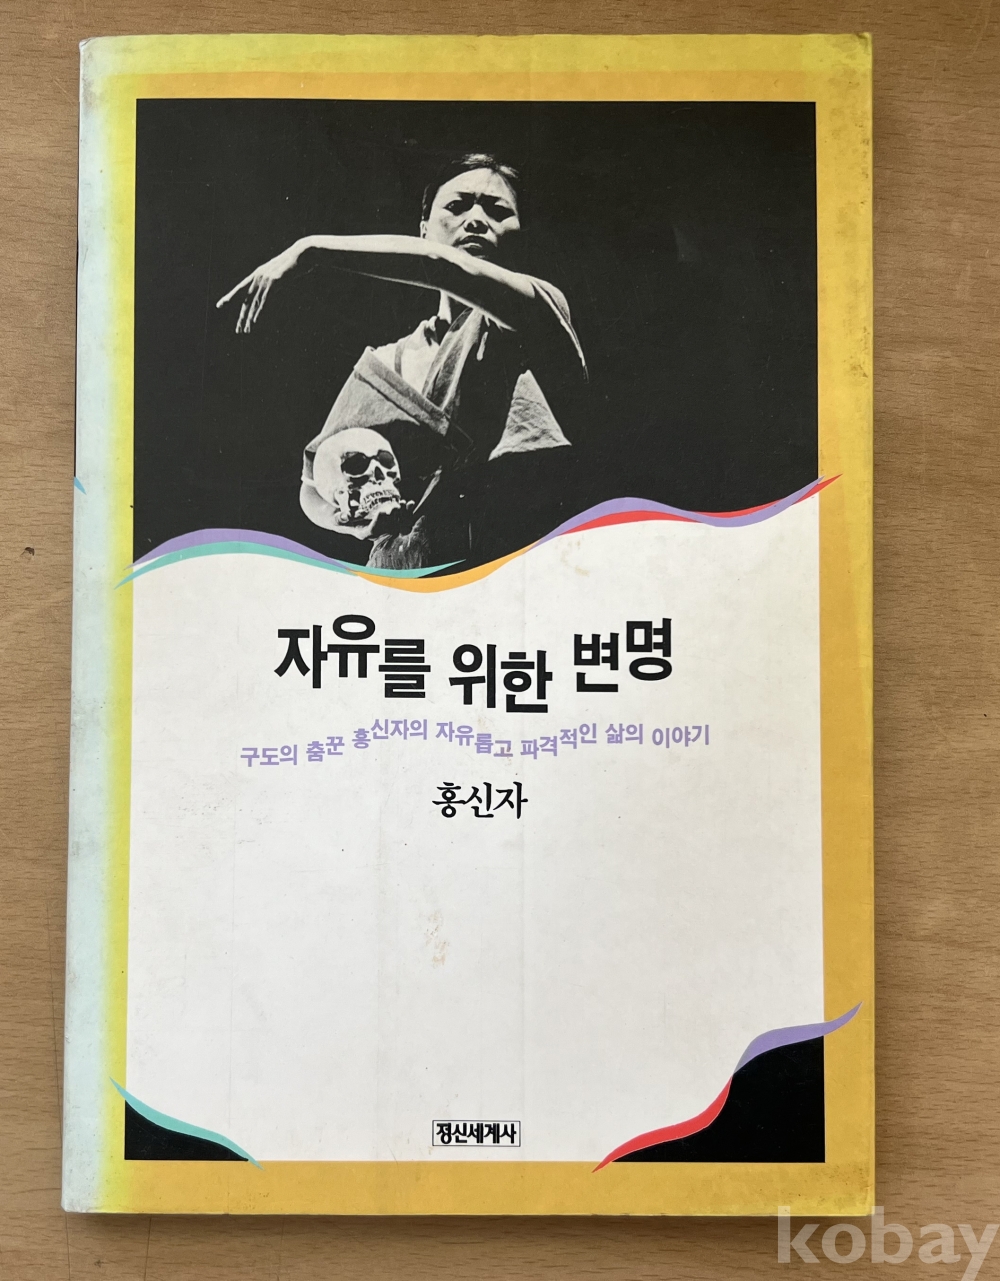 자유를 위한 변명
구도의 춤꾼 홍신자의 자유롭고 파격적인 삶의 이야기
홍신자
정신세계사
kobay